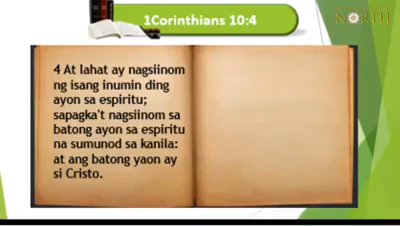 1Corinthians 10:4
NORTH
4 At lahat ay nagsiinom
ng isang inumin ding
ayon sa espiritu;
sapagka't nagsiinom sa
batong ayon sa espiritu
na sumunod sa kanila:
at ang batong yaon ay
si Cristo.